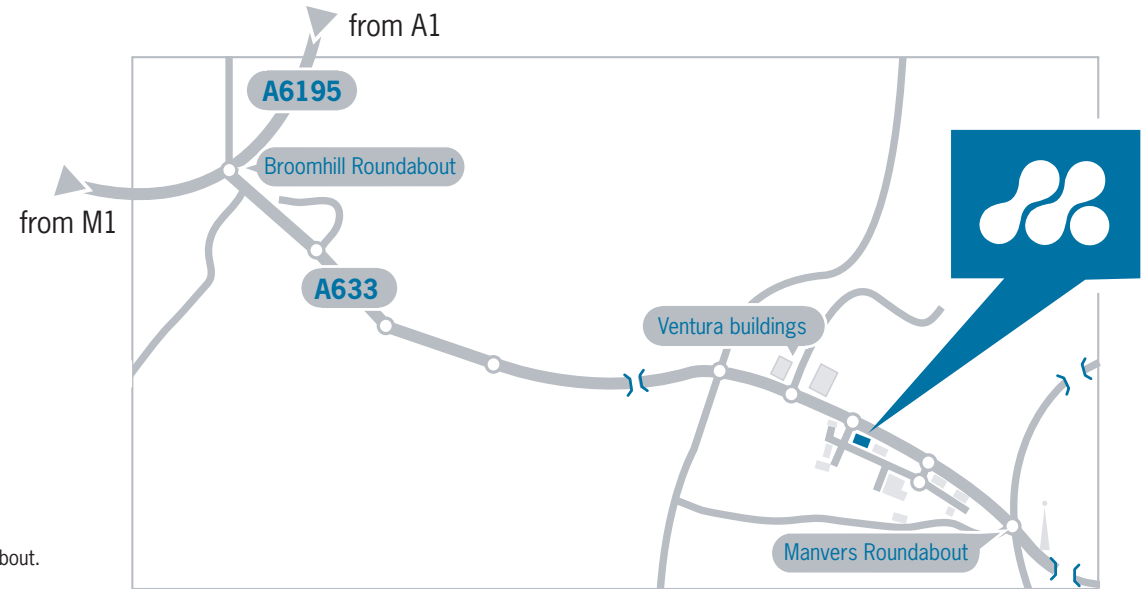 from A1
A6195
Broomhill Roundabout
from M1
A633
Ventura buildings
Manvers Roundabout
bout.